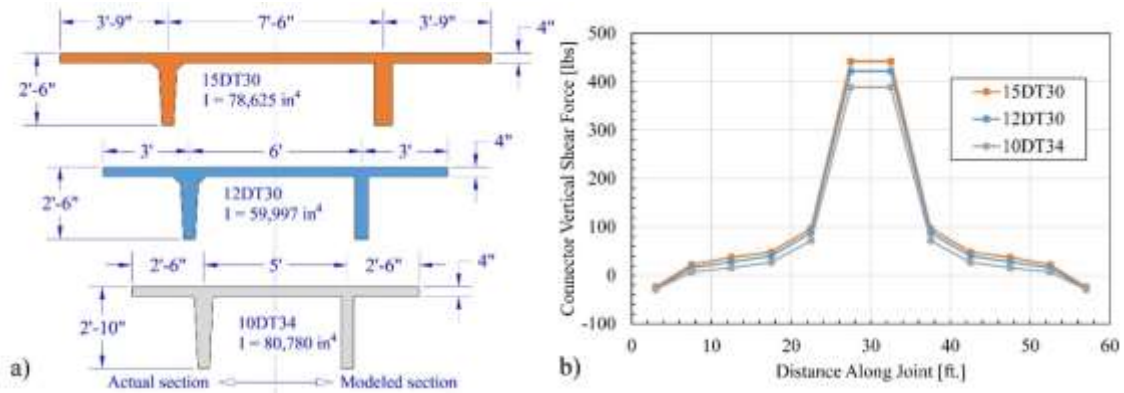 3'-9"
7'-6"
3'-9"
4"
2'-6"
15DT30
I = 78,625 in⁴
3'
6'
3'
4"
2'-6"
12DT30
I = 59,997 in⁴
2'-6"
5'
2'-6"
4"
2'-10"
10DT34
I = 80,780 in⁴
a)
Actual section
Modeled section
Connector Vertical Shear Force [lbs]
500
400
300
200
100
0
-100
15DT30
12DT30
10DT34
0
10
20
30
40
50
60
b)
Distance Along Joint [ft.]